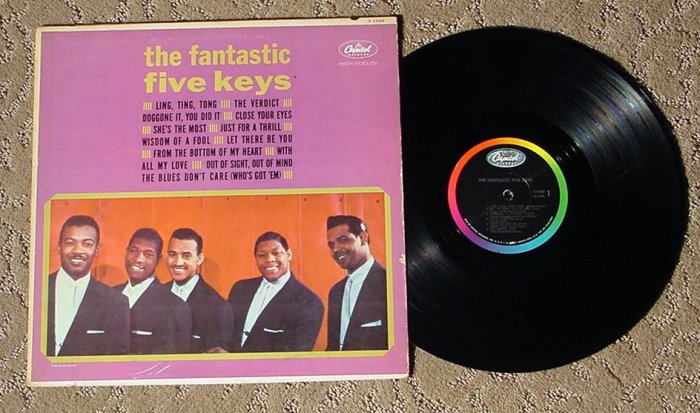 T 1769
the fantastic
five keys
Capitol
RECORDS
HIGH FIDELITY
LING, TING, TONG THE VERDICT
DOGGONE IT, YOU DID IT CLOSE YOUR EYES
SHE'S THE MOST JUST FOR A THRILL
WISDOM OF A FOOL LET THERE BE YOU
FROM THE BOTTOM OF MY HEART WITH
ALL MY LOVE OUT OF SIGHT, OUT OF MIND
THE BLUES DON'T CARE (WHO'S GOT 'EM)
Capitol
THE FANTASTIC FIVE KEYS
1